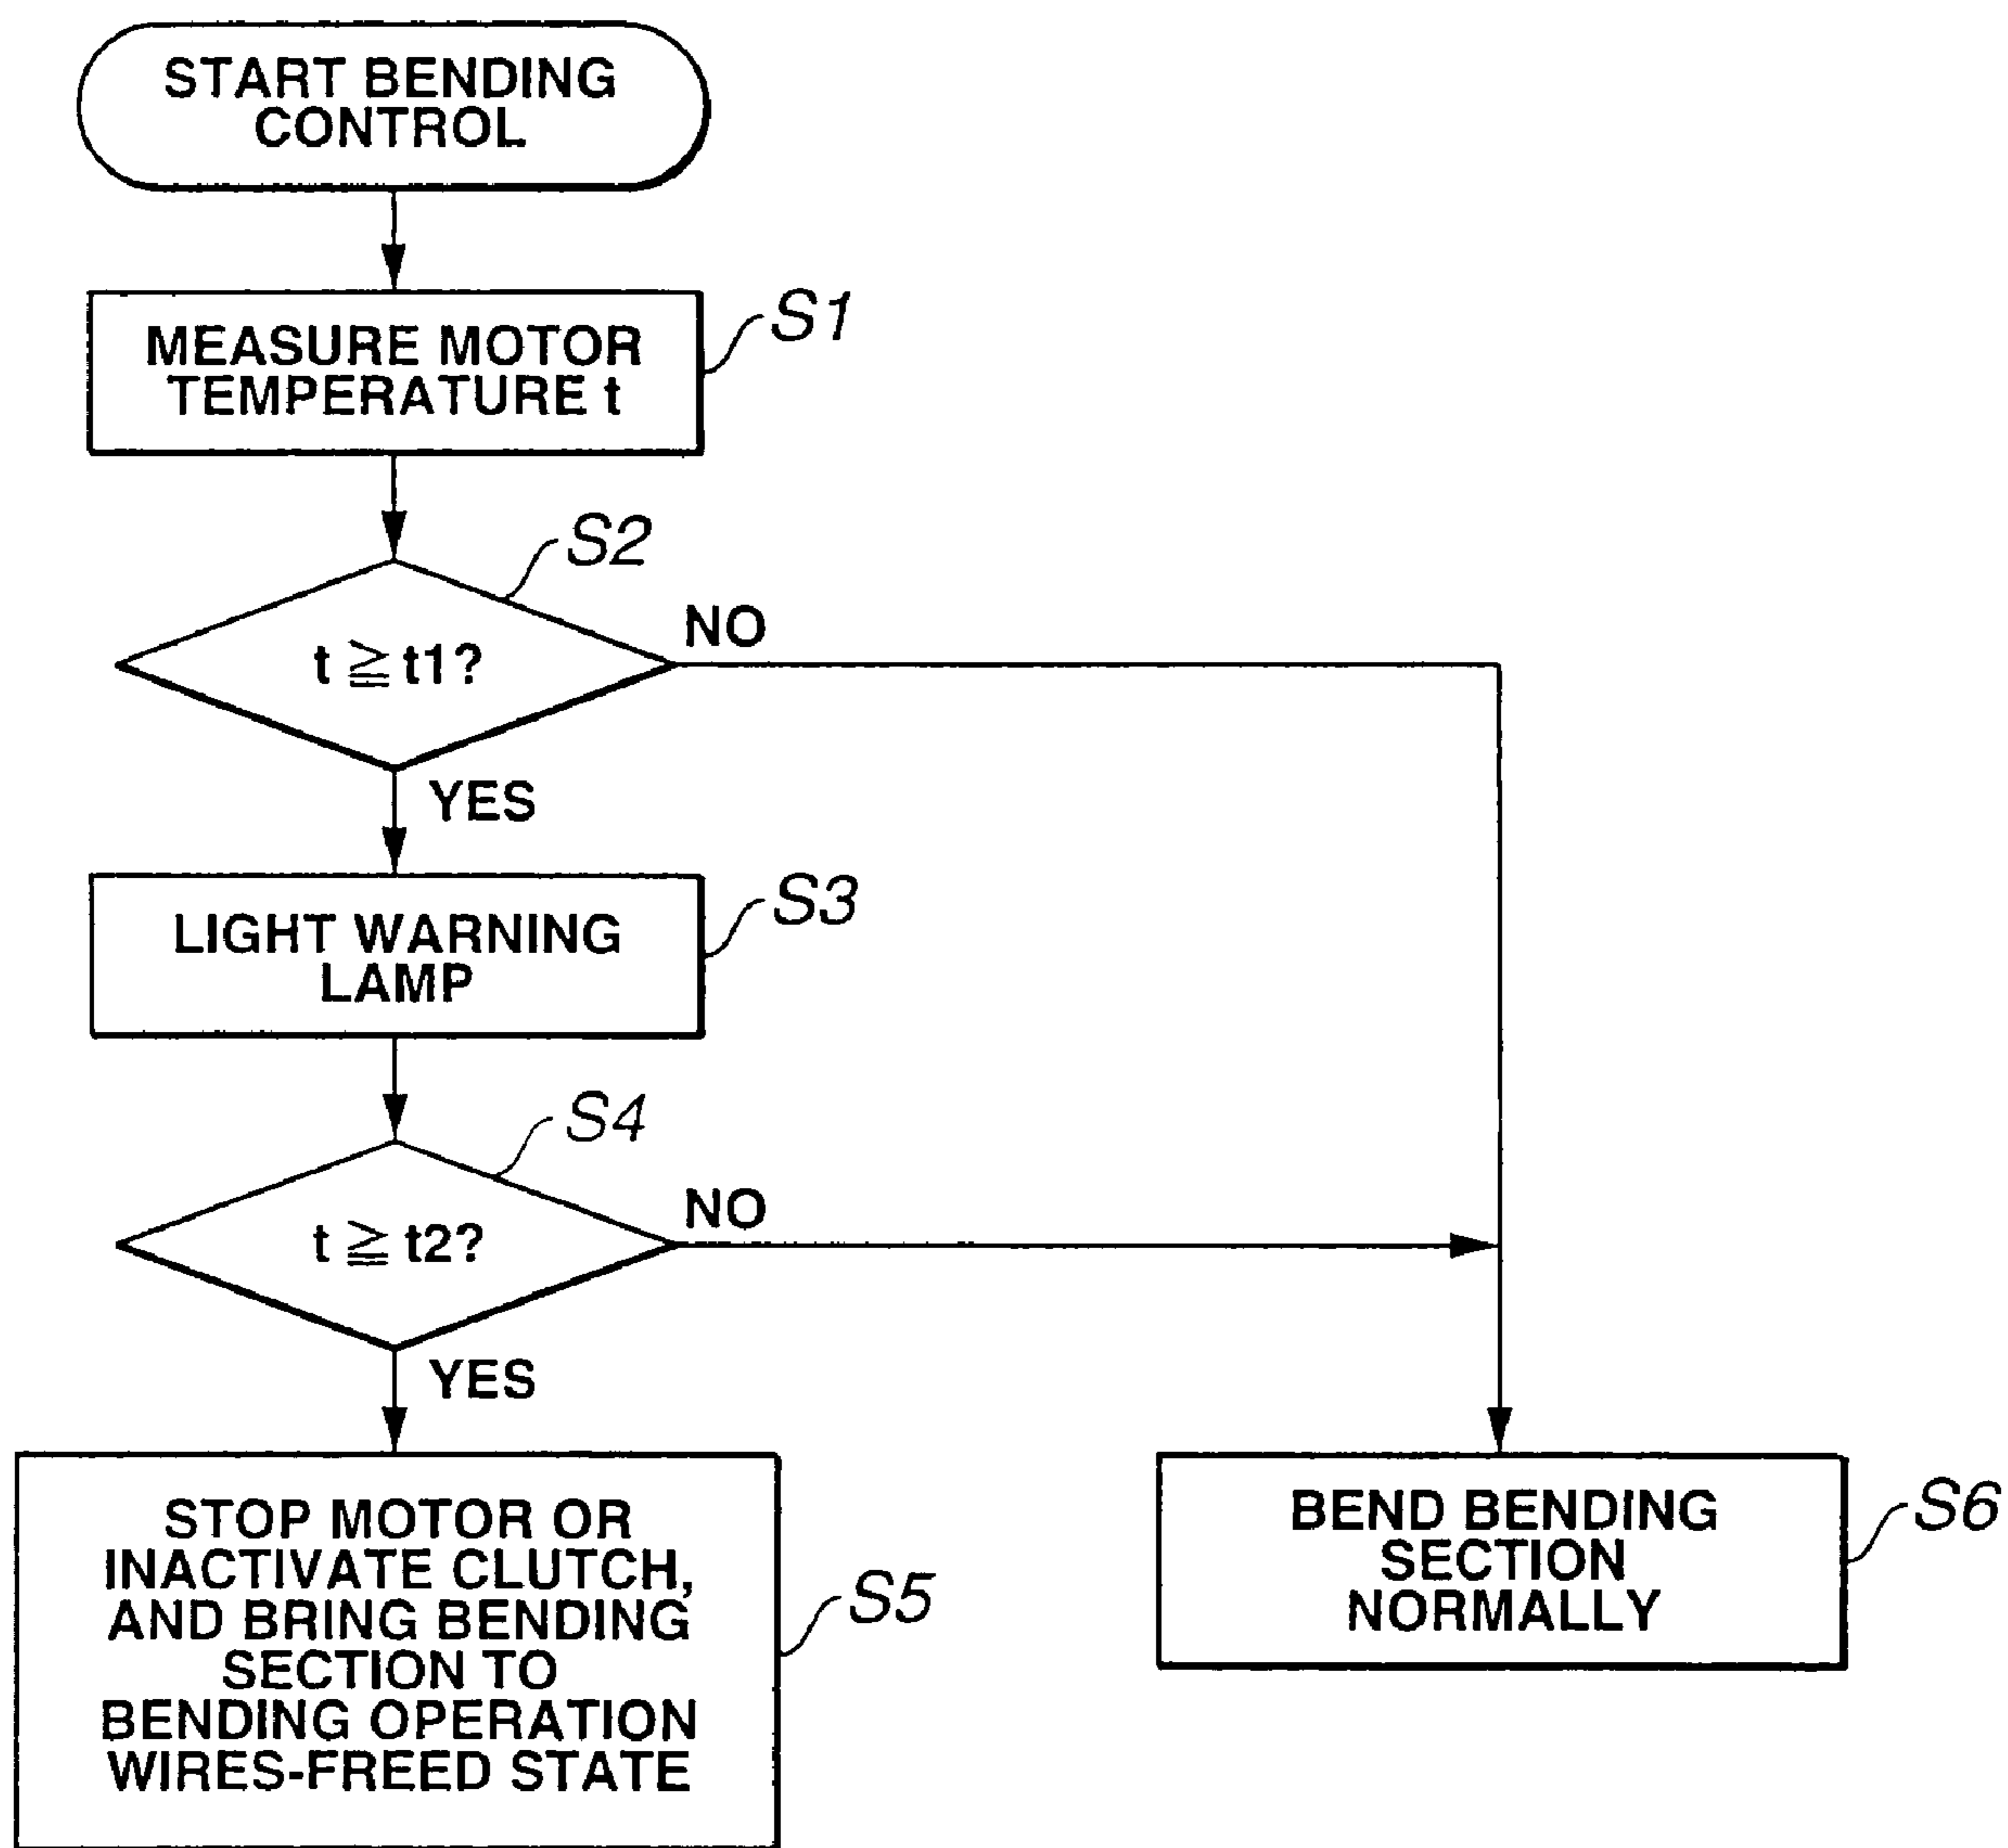 START BENDING
CONTROL
MEASURE MOTOR
TEMPERATURE t
S1
S2
t ≧ t1?
NO
YES
LIGHT WARNING
LAMP
S3
S4
t ≧ t2?
NO
YES
STOP MOTOR OR
INACTIVATE CLUTCH,
AND BRING BENDING
SECTION TO
BENDING OPERATION
WIRES-FREED STATE
S5
BEND BENDING
SECTION
NORMALLY
S6